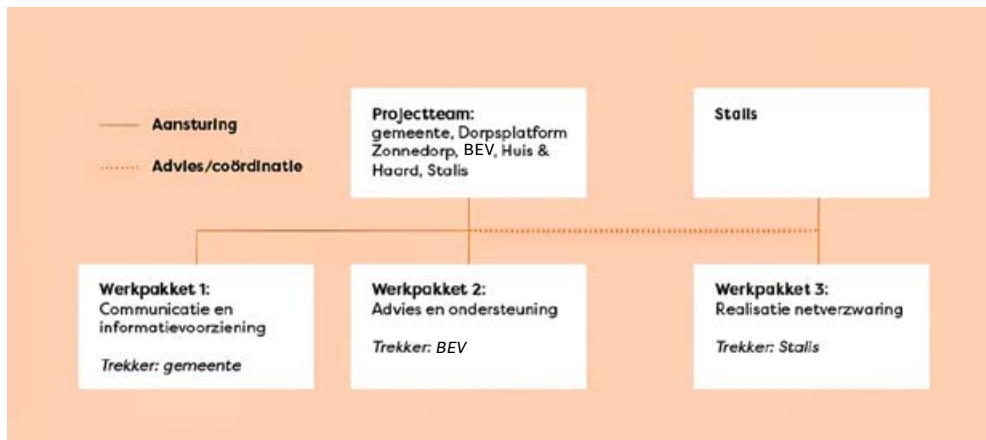 Aansturing
Advies/coördinatie
Projectteam:
gemeente, Dorpsplatform
Zonnedorp, BEV, Huis &
Haard, Stalis
Stalis
Werkpakket 1:
Communicatie en
informatievoorziening
Trekker: gemeente
Werkpakket 2:
Advies en ondersteuning
Trekker: BEV
Werkpakket 3:
Realisatie netverzwaring
Trekker: Stalis